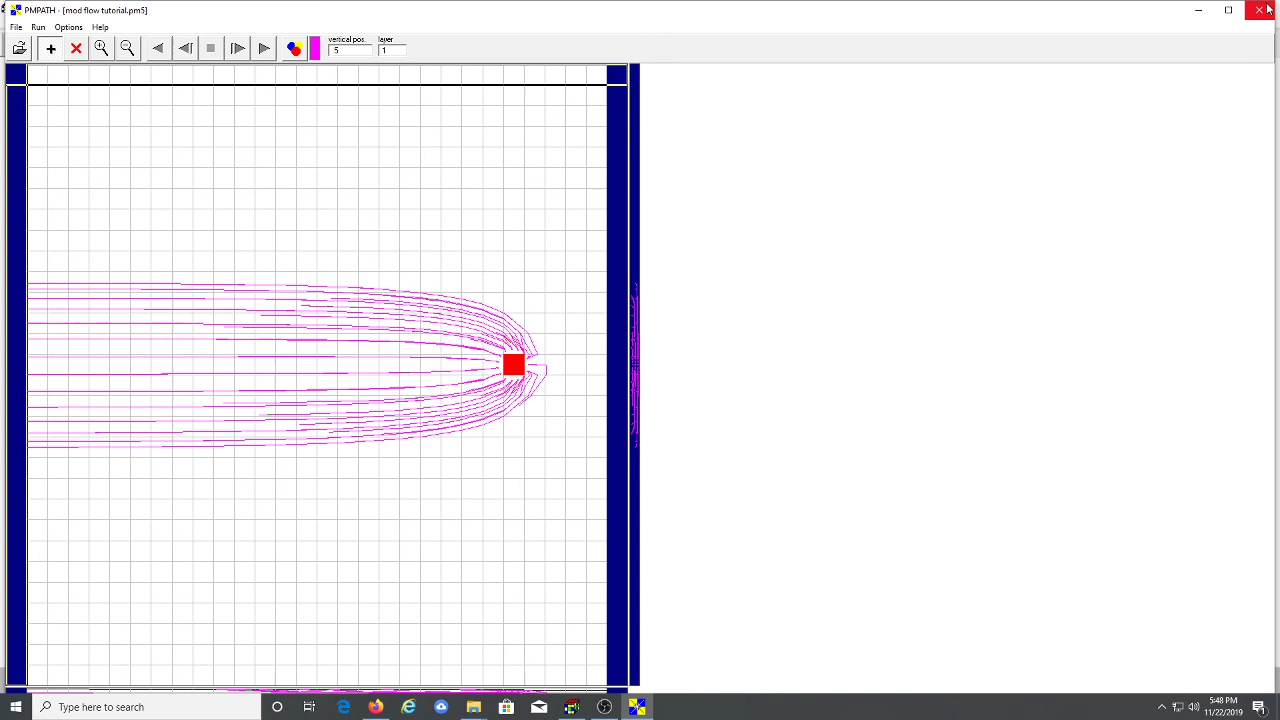 PMPATH - [mod flow tutorial.pm5]
File Run Options Help
vertical pos. layer
5 1
Type here to search
5:48 PM
11/22/2019